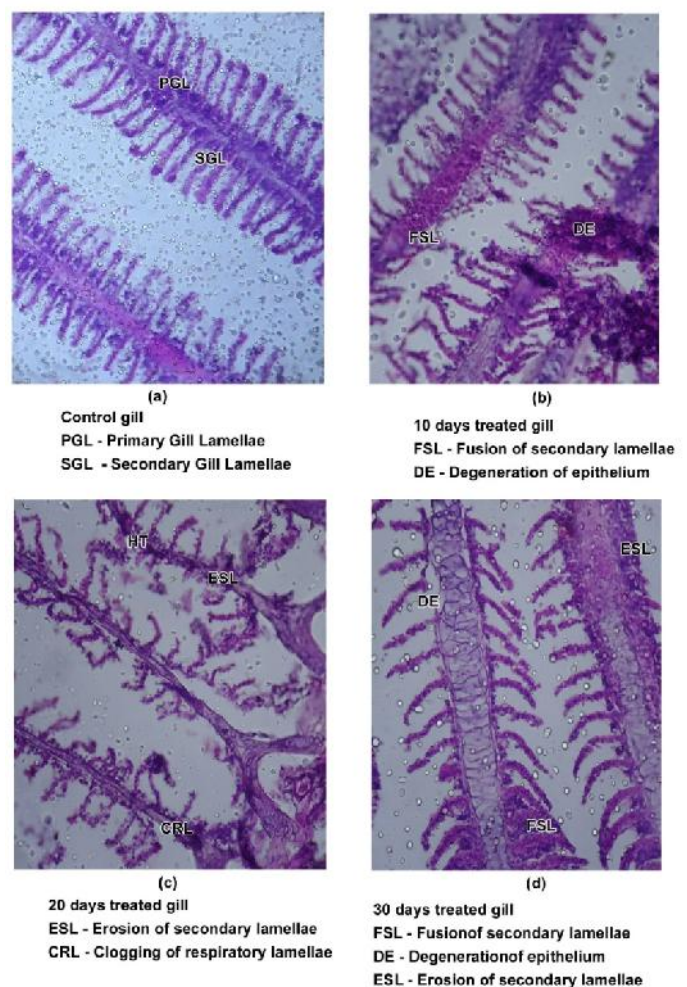 PGL
SGL
(a)
Control gill
PGL - Primary Gill Lamellae
SGL - Secondary Gill Lamellae
FSL
DE
(b)
10 days treated gill
FSL - Fusion of secondary lamellae
DE - Degeneration of epithelium
HT
ESL
CRL
(c)
20 days treated gill
ESL - Erosion of secondary lamellae
CRL - Clogging of respiratory lamellae
ESL
DE
FSL
(d)
30 days treated gill
FSL - Fusionof secondary lamellae
DE - Degenerationof epithelium
ESL - Erosion of secondary lamellae